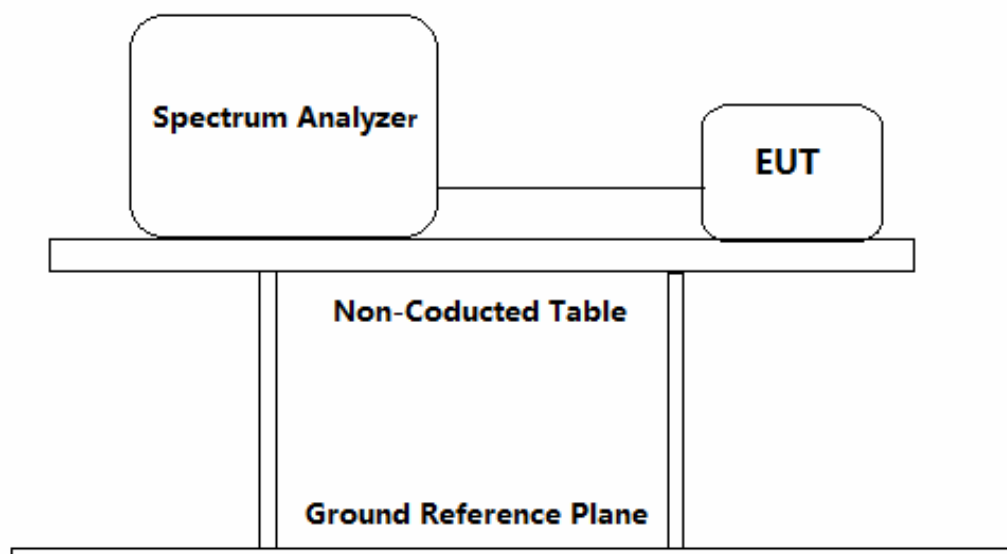 Spectrum Analyzer
EUT
Non-Coducted Table
Ground Reference Plane